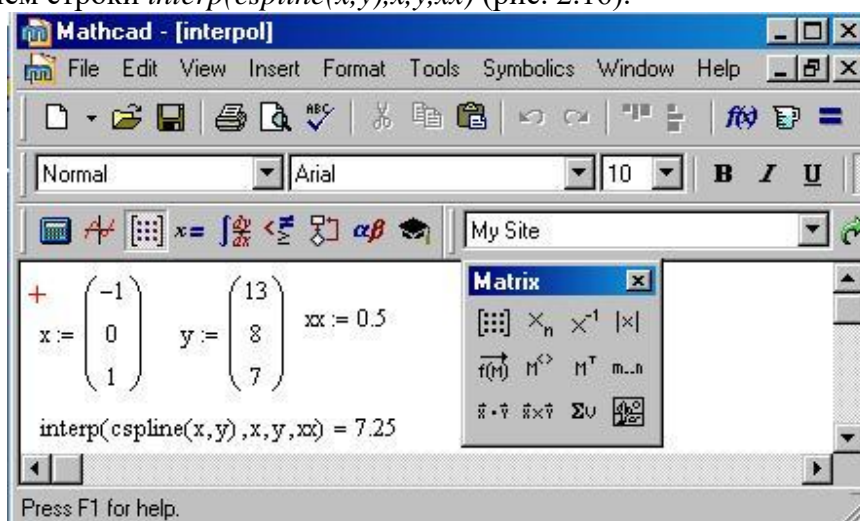 ем строки interp(cspline(x,y),x,y,xx) (рис. 2.16).
Mathcad - [interpol]
File Edit View Insert Format Tools Symbolics Window Help
Normal Arial 10 B I U
My Site
Matrix
x := (-1 0 1) y := (13 8 7) xx := 0.5
interp(cspline(x,y),x,y,xx) = 7.25
Press F1 for help.